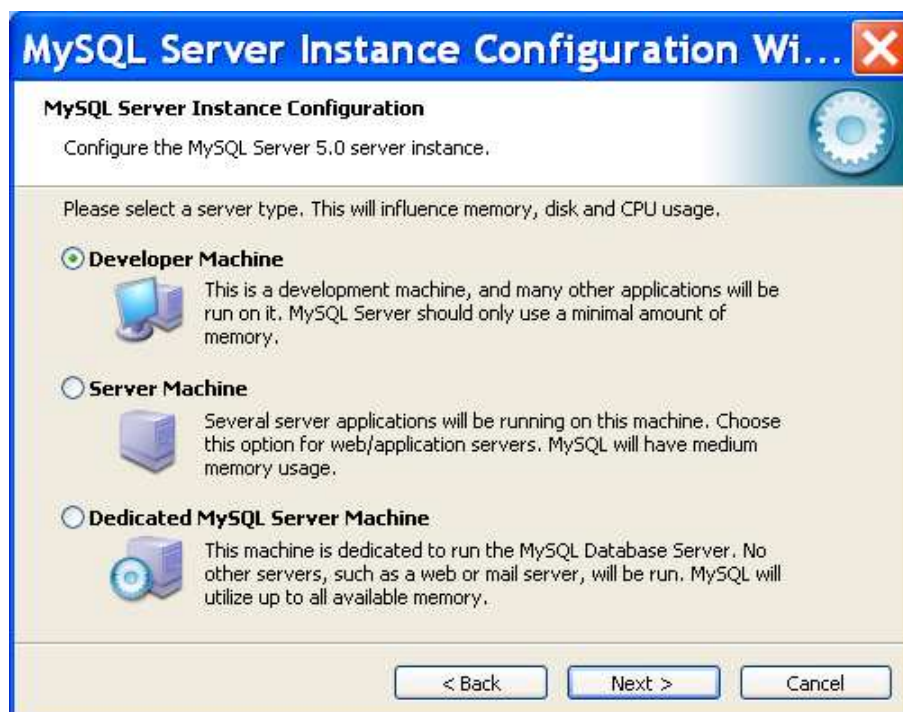 MySQL Server Instance Configuration Wi...
MySQL Server Instance Configuration
Configure the MySQL Server 5.0 server instance.
Please select a server type. This will influence memory, disk and CPU usage.
Developer Machine
This is a development machine, and many other applications will be
run on it. MySQL Server should only use a minimal amount of
memory.
Server Machine
Several server applications will be running on this machine. Choose
this option for web/application servers. MySQL will have medium
memory usage.
Dedicated MySQL Server Machine
This machine is dedicated to run the MySQL Database Server. No
other servers, such as a web or mail server, will be run. MySQL will
utilize up to all available memory.
< Back Next > Cancel